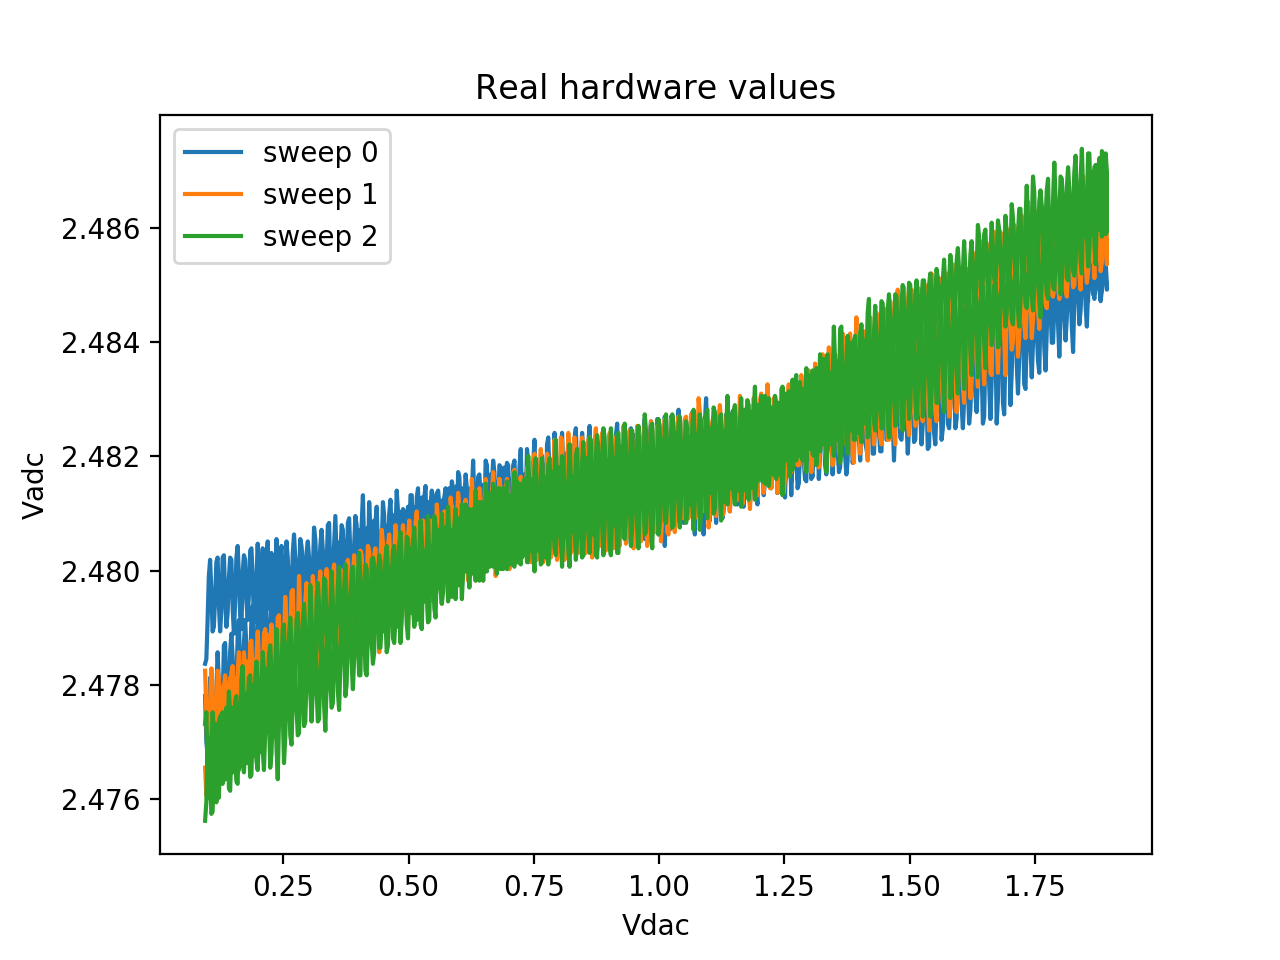 Real hardware values
sweep 0
sweep 1
sweep 2
2.486
2.484
2.482
2.480
2.478
2.476
Vadc
0.25 0.50 0.75 1.00 1.25 1.50 1.75
Vdac